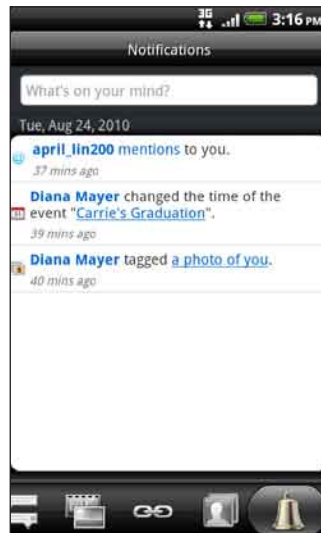 3G 3:16 PM
Notifications
What's on your mind?
Tue, Aug 24, 2010
april_lin200 mentions to you.
37 mins ago
Diana Mayer changed the time of the
event "Carrie's Graduation".
39 mins ago
Diana Mayer tagged a photo of you.
40 mins ago